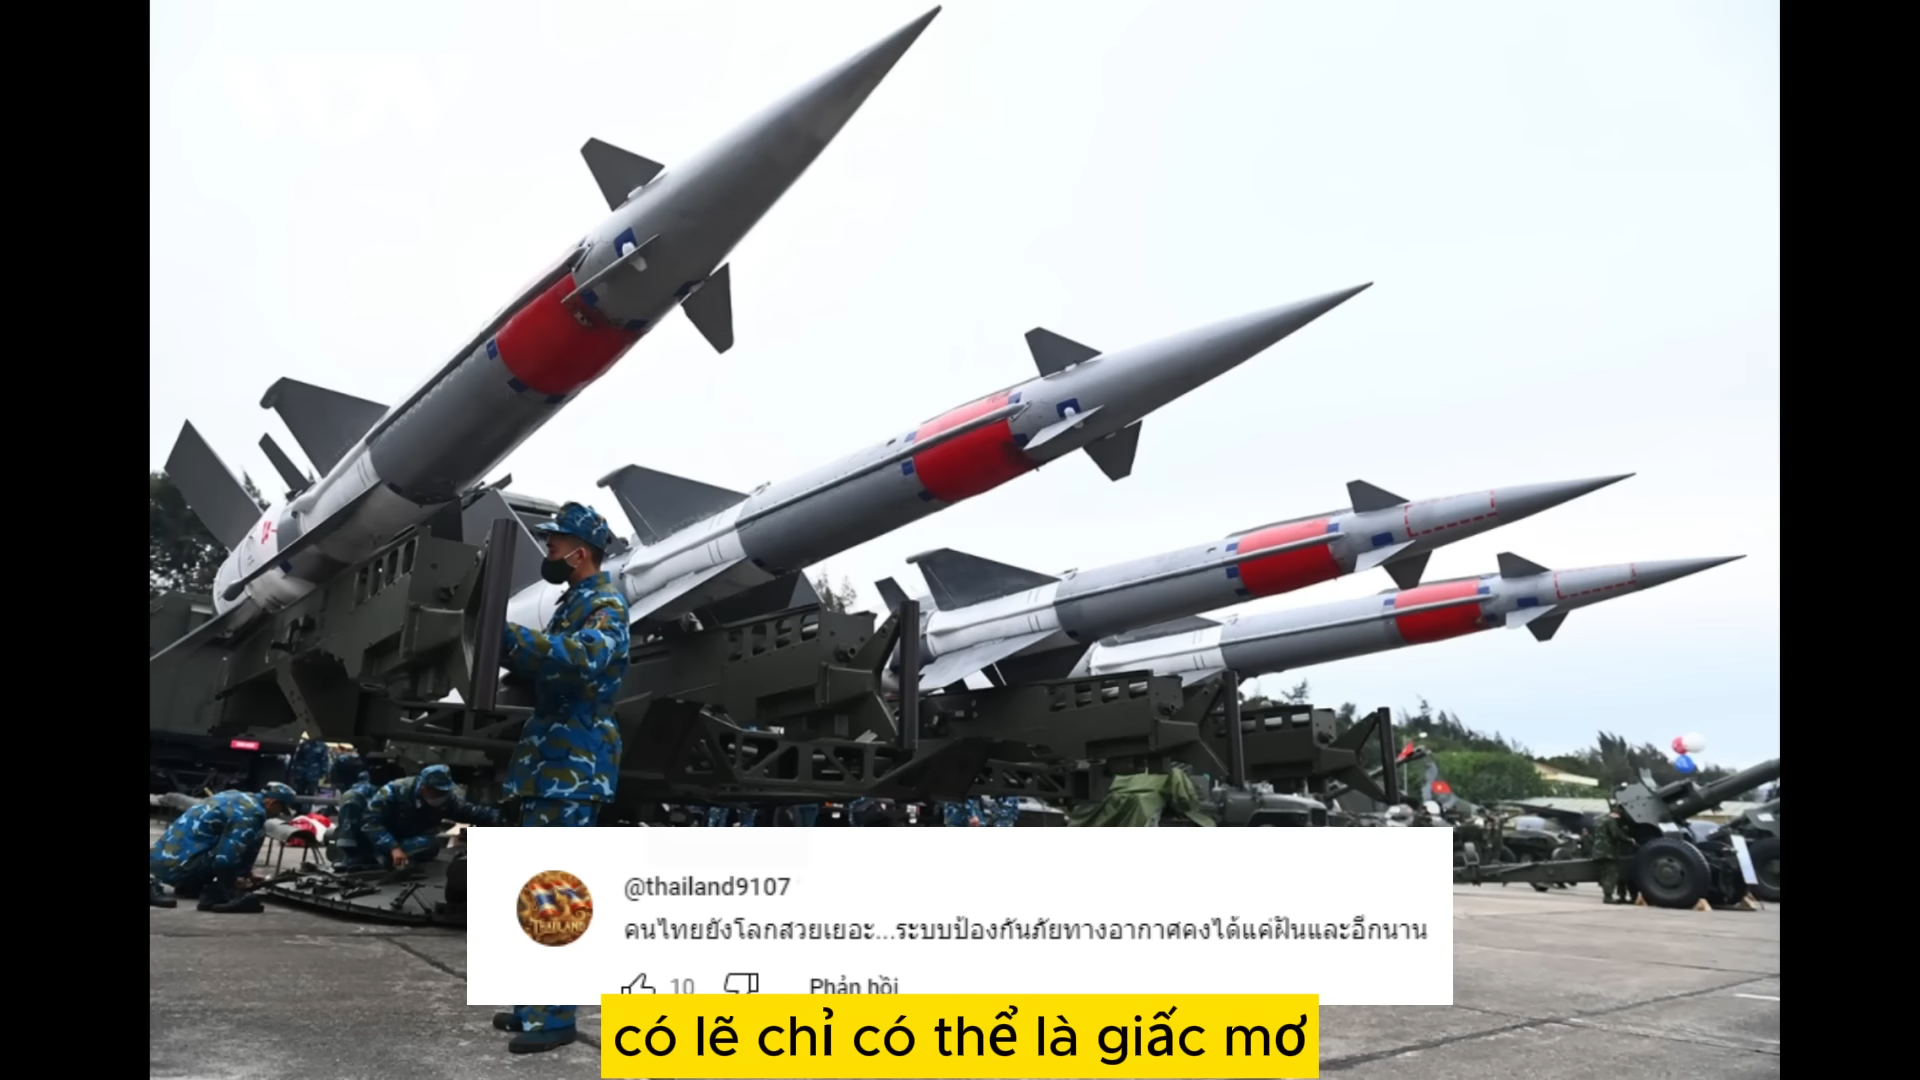 @thailand9107
คนไทยยังโลกสวยเยอะ...ระบบป้องกันภัยทางอากาศคงได้แค่ฝันและอีกนาน
10
Phản hồi
có lẽ chỉ có thể là giấc mơ